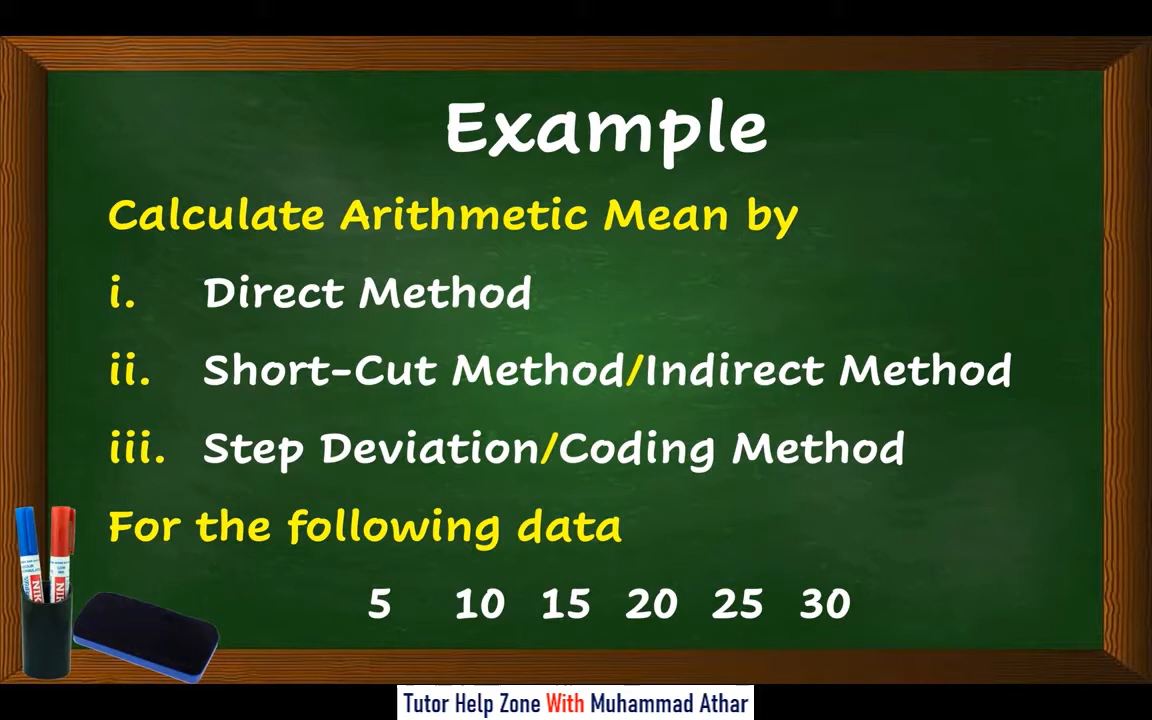 Example
Calculate Arithmetic Mean by
i. Direct Method
ii. Short-Cut Method/Indirect Method
iii. Step Deviation/Coding Method
For the following data
5 10 15 20 25 30
Tutor Help Zone With Muhammad Athar